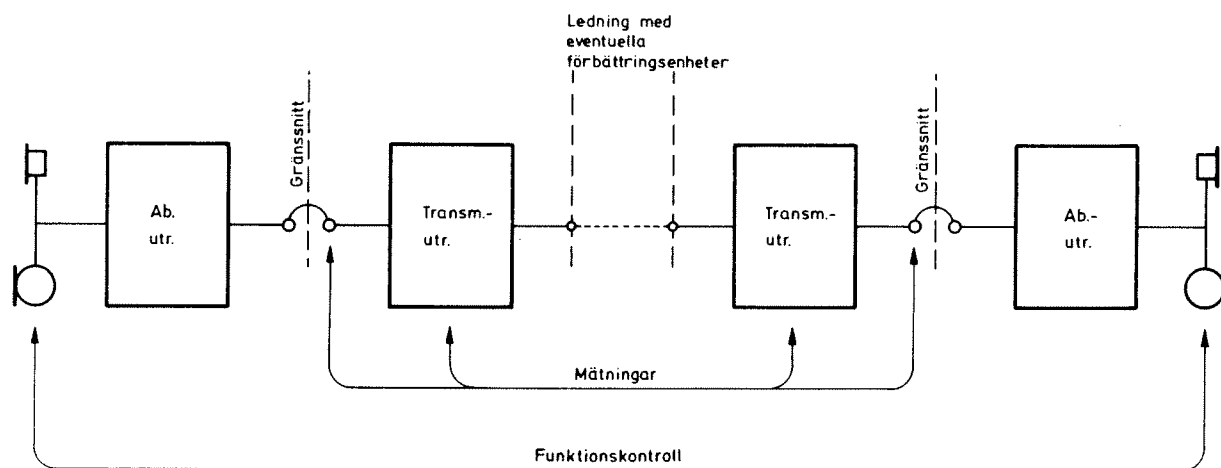 Ledning med
eventuella
förbättringsenheter
Gränssnitt
Gränssnitt
Ab.
utr.
Transm.-
utr.
Transm.-
utr.
Ab.-
utr.
Mätningar
Funktionskontroll